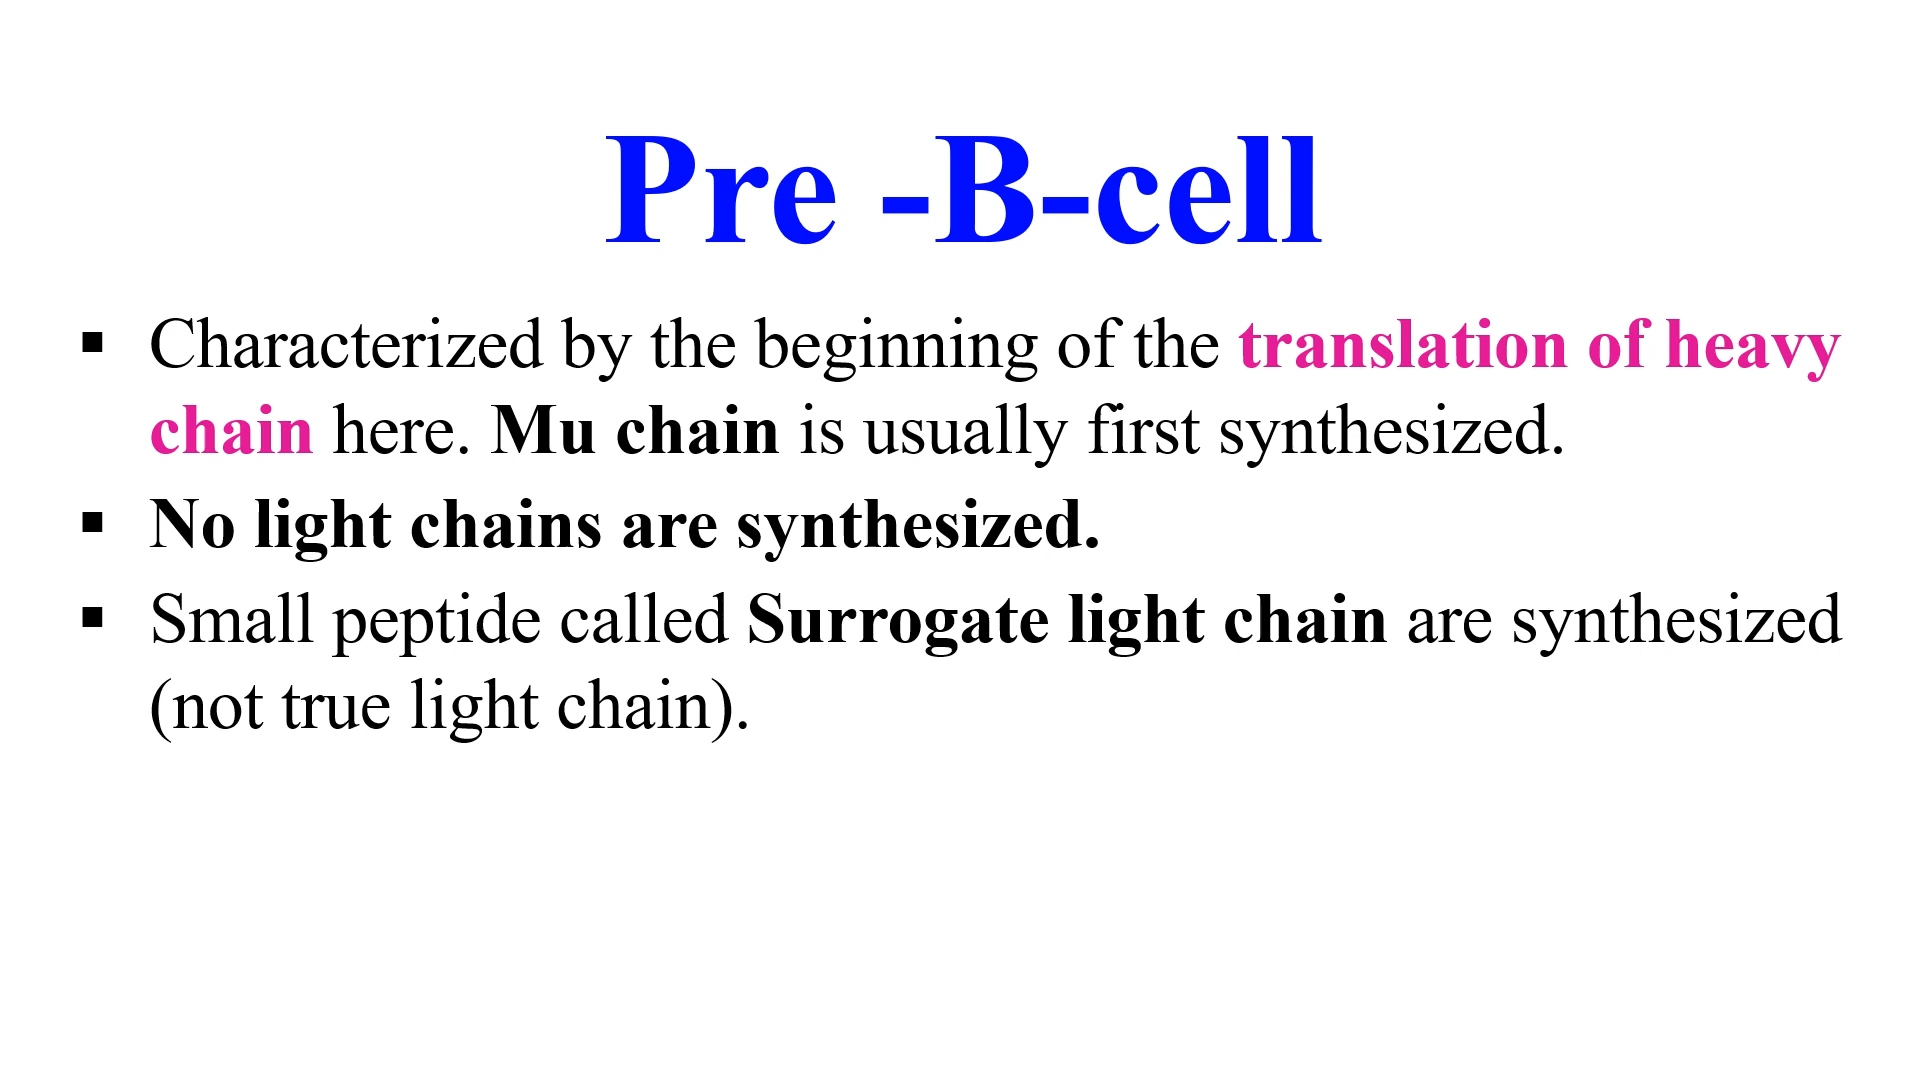 Pre -B-cell
▪ Characterized by the beginning of the translation of heavy
chain here. Mu chain is usually first synthesized.
▪ No light chains are synthesized.
▪ Small peptide called Surrogate light chain are synthesized
(not true light chain).